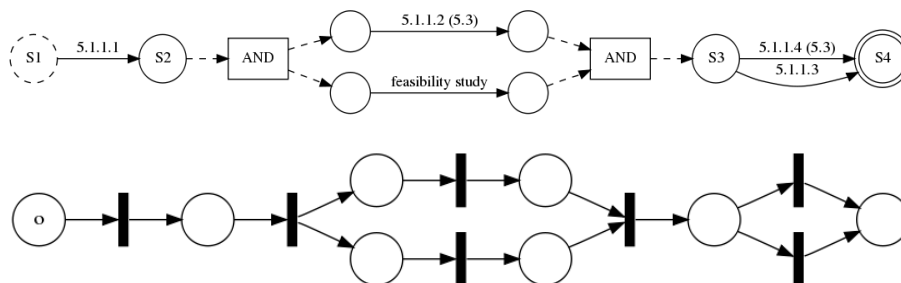 S1 5.1.1.1 S2 AND 5.1.1.2 (5.3) AND S3 5.1.1.4 (5.3) S4
feasibility study 5.1.1.3
o